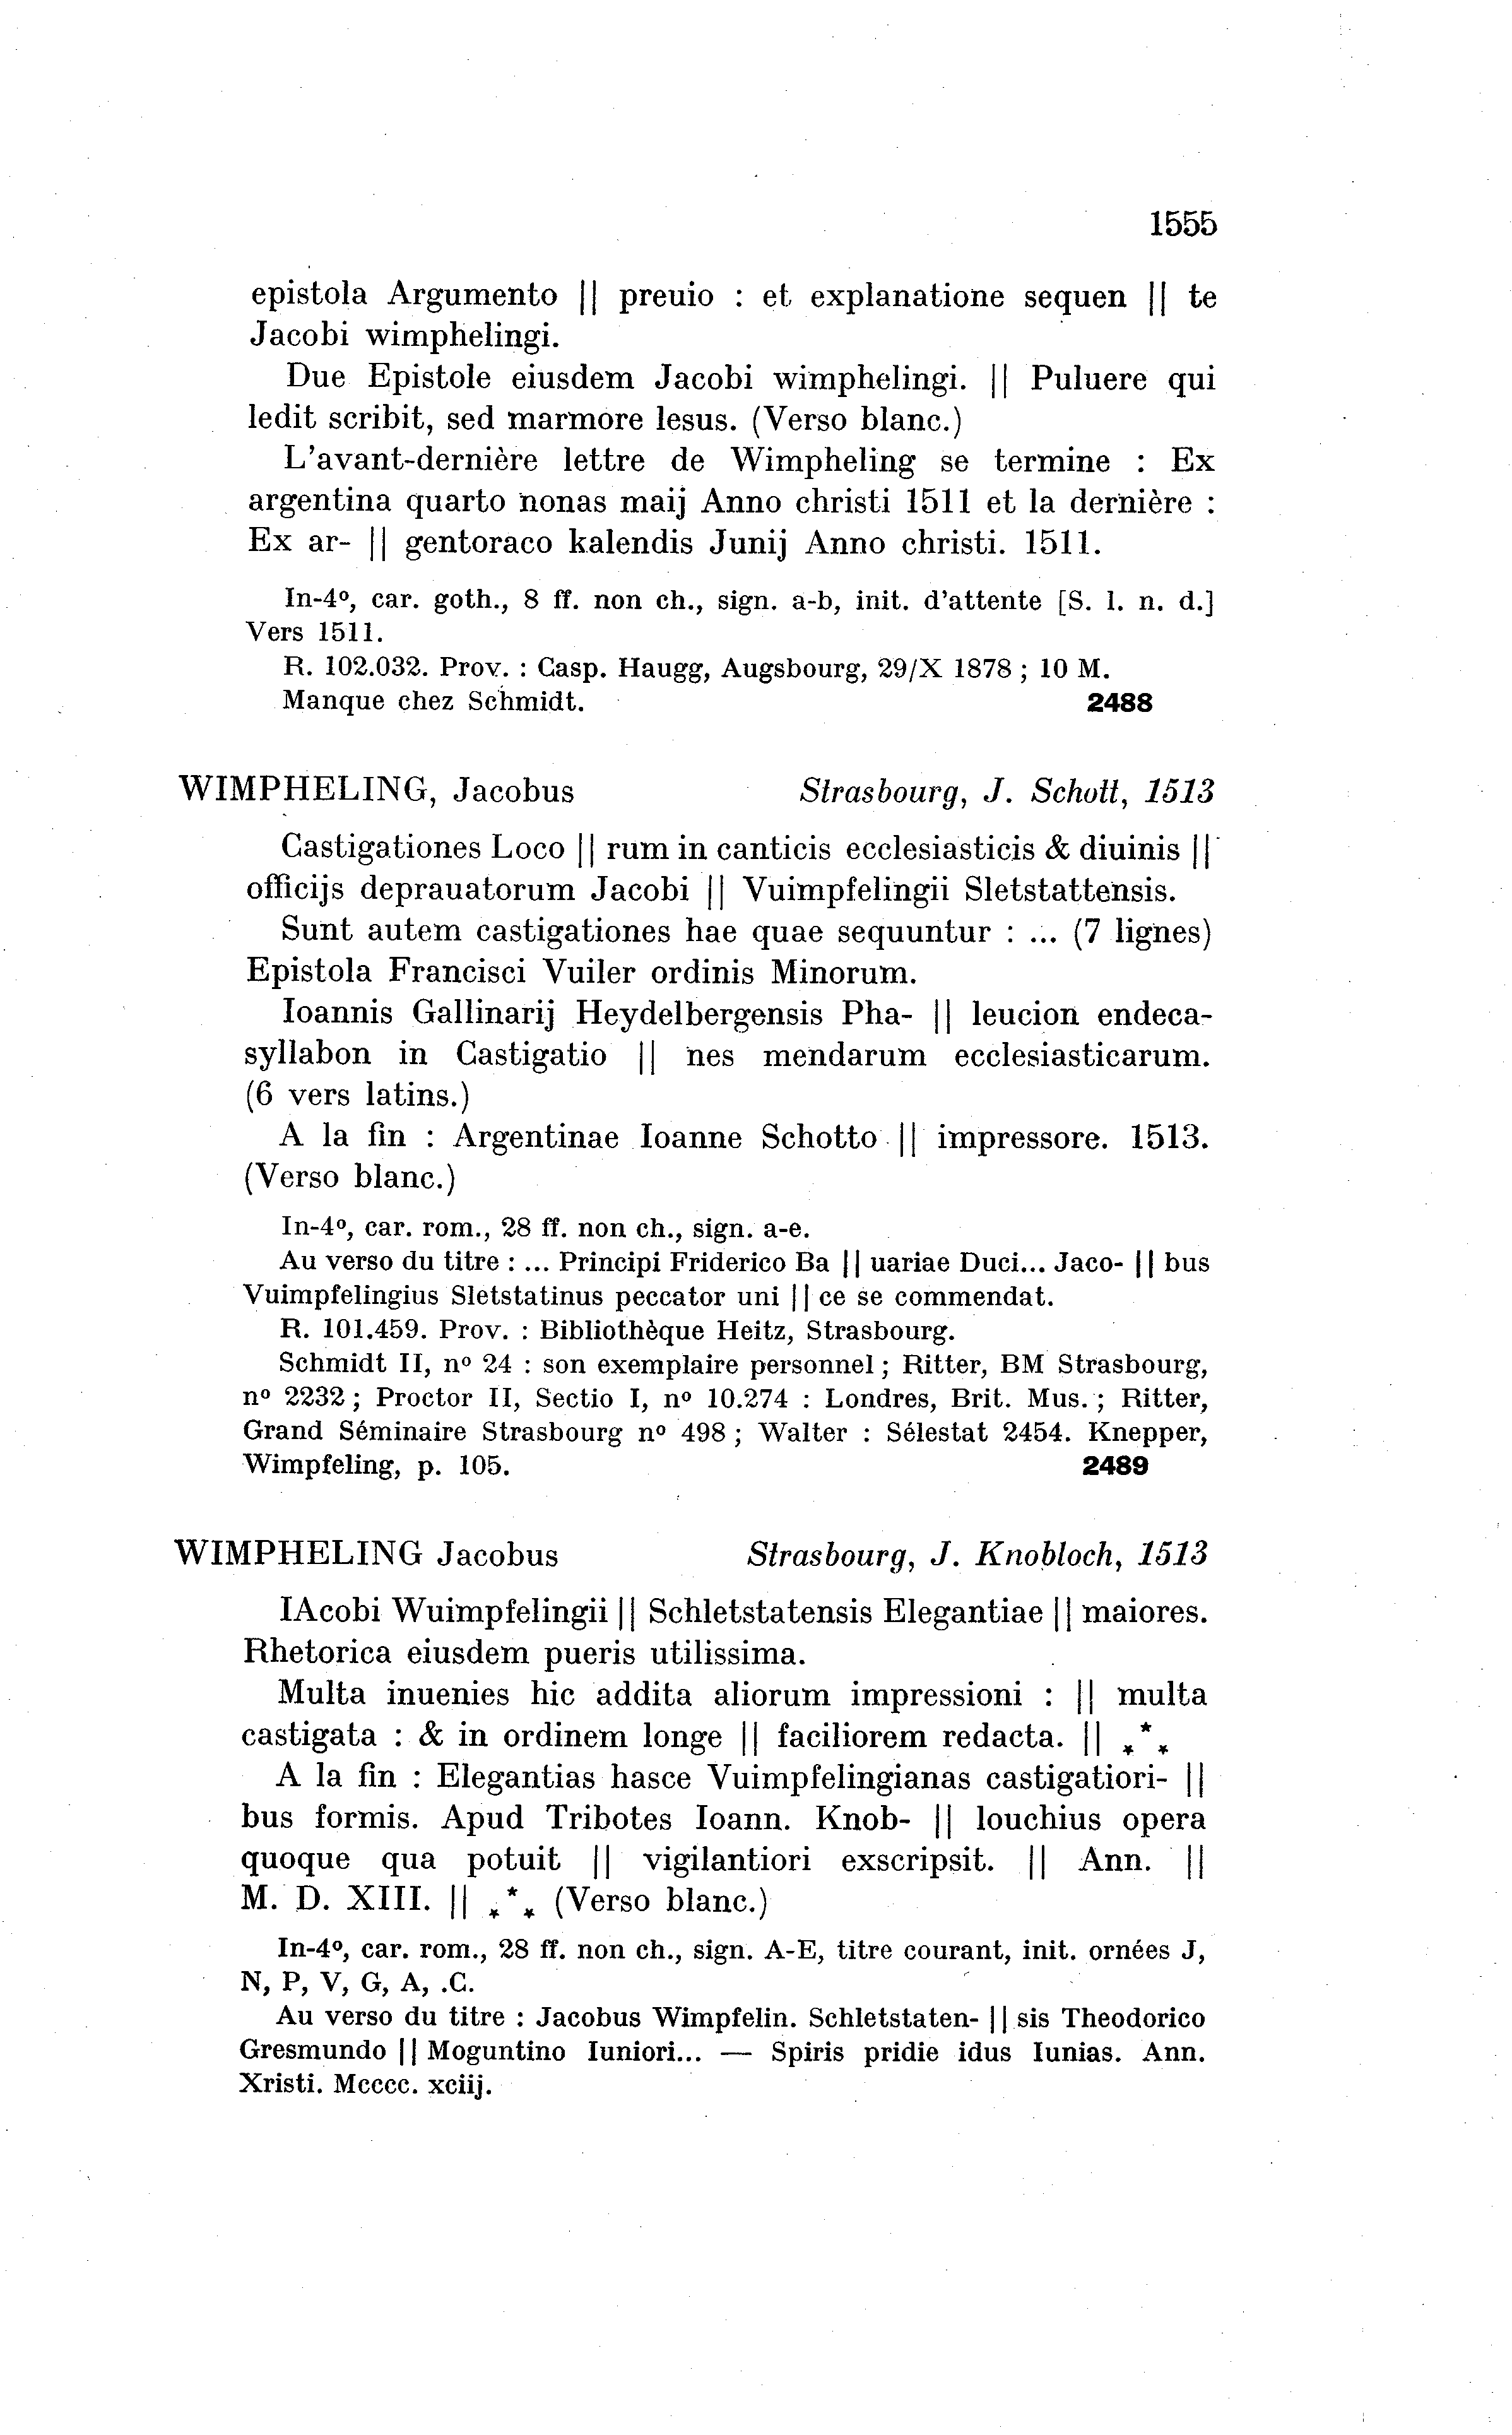 1555
epistola Argumento || preuio : et explanatione sequen || te
Jacobi wimphelingi.
Due Epistole eiusdem Jacobi wimphelingi. || Puluere qui
ledit scribit, sed marmore lesus. (Verso blanc.)
L'avant-dernière lettre de Wimpheling se termine : Ex
argentina quarto nonas maij Anno christi 1511 et la dernière :
Ex ar- || gentoraco kalendis Junij Anno christi. 1511.
In-4º, car. goth., 8 ff. non ch., sign. a-b, init. d'attente [S. l. n. d.]
Vers 1511.
R. 102.032. Prov. : Casp. Haugg, Augsbourg, 29/X 1878 ; 10 M.
Manque chez Schmidt. 2488
WIMPHELING, Jacobus Strasbourg, J. Schott, 1513
Castigationes Loco || rum in canticis ecclesiasticis & diuinis ||
officijs deprauatorum Jacobi || Vuimpfelingii Sletstattensis.
Sunt autem castigationes hae quae sequuntur : ... (7 lignes)
Epistola Francisci Vuiler ordinis Minorum.
Ioannis Gallinarij Heydelbergensis Pha- || leucion endeca-
syllabon in Castigatio || nes mendarum ecclesiasticarum.
(6 vers latins.)
A la fin : Argentinae Ioanne Schotto || impressore. 1513.
(Verso blanc.)
In-4º, car. rom., 28 ff. non ch., sign. a-e.
Au verso du titre : ... Principi Friderico Ba || uariae Duci... Jaco- || bus
Vuimpfelingius Sletstatinus peccator uni || ce se commendat.
R. 101.459. Prov. : Bibliothèque Heitz, Strasbourg.
Schmidt II, nº 24 : son exemplaire personnel ; Ritter, BM Strasbourg,
nº 2232 ; Proctor II, Sectio I, nº 10.274 : Londres, Brit. Mus. ; Ritter,
Grand Séminaire Strasbourg nº 498 ; Walter : Sélestat 2454. Knepper,
Wimpfeling, p. 105. 2489
WIMPHELING Jacobus Strasbourg, J. Knobloch, 1513
IAcobi Wuimpfelingii || Schletstatensis Elegantiae || maiores.
Rhetorica eiusdem pueris utilissima.
Multa inuenies hic addita aliorum impressioni : || multa
castigata : & in ordinem longe || faciliorem redacta. || ⁎*⁎
A la fin : Elegantias hasce Vuimpfelingianas castigatiori- ||
bus formis. Apud Tribotes Ioann. Knob- || louchius opera
quoque qua potuit || vigilantiori exscripsit. || Ann. ||
M. D. XIII. || ⁎*⁎ (Verso blanc.)
In-4º, car. rom., 28 ff. non ch., sign. A-E, titre courant, init. ornées J,
N, P, V, G, A, .C.
Au verso du titre : Jacobus Wimpfelin. Schletstaten- || sis Theodorico
Gresmundo || Moguntino Iuniori... — Spiris pridie idus Iunias. Ann.
Xristi. Mcccc. xciij.